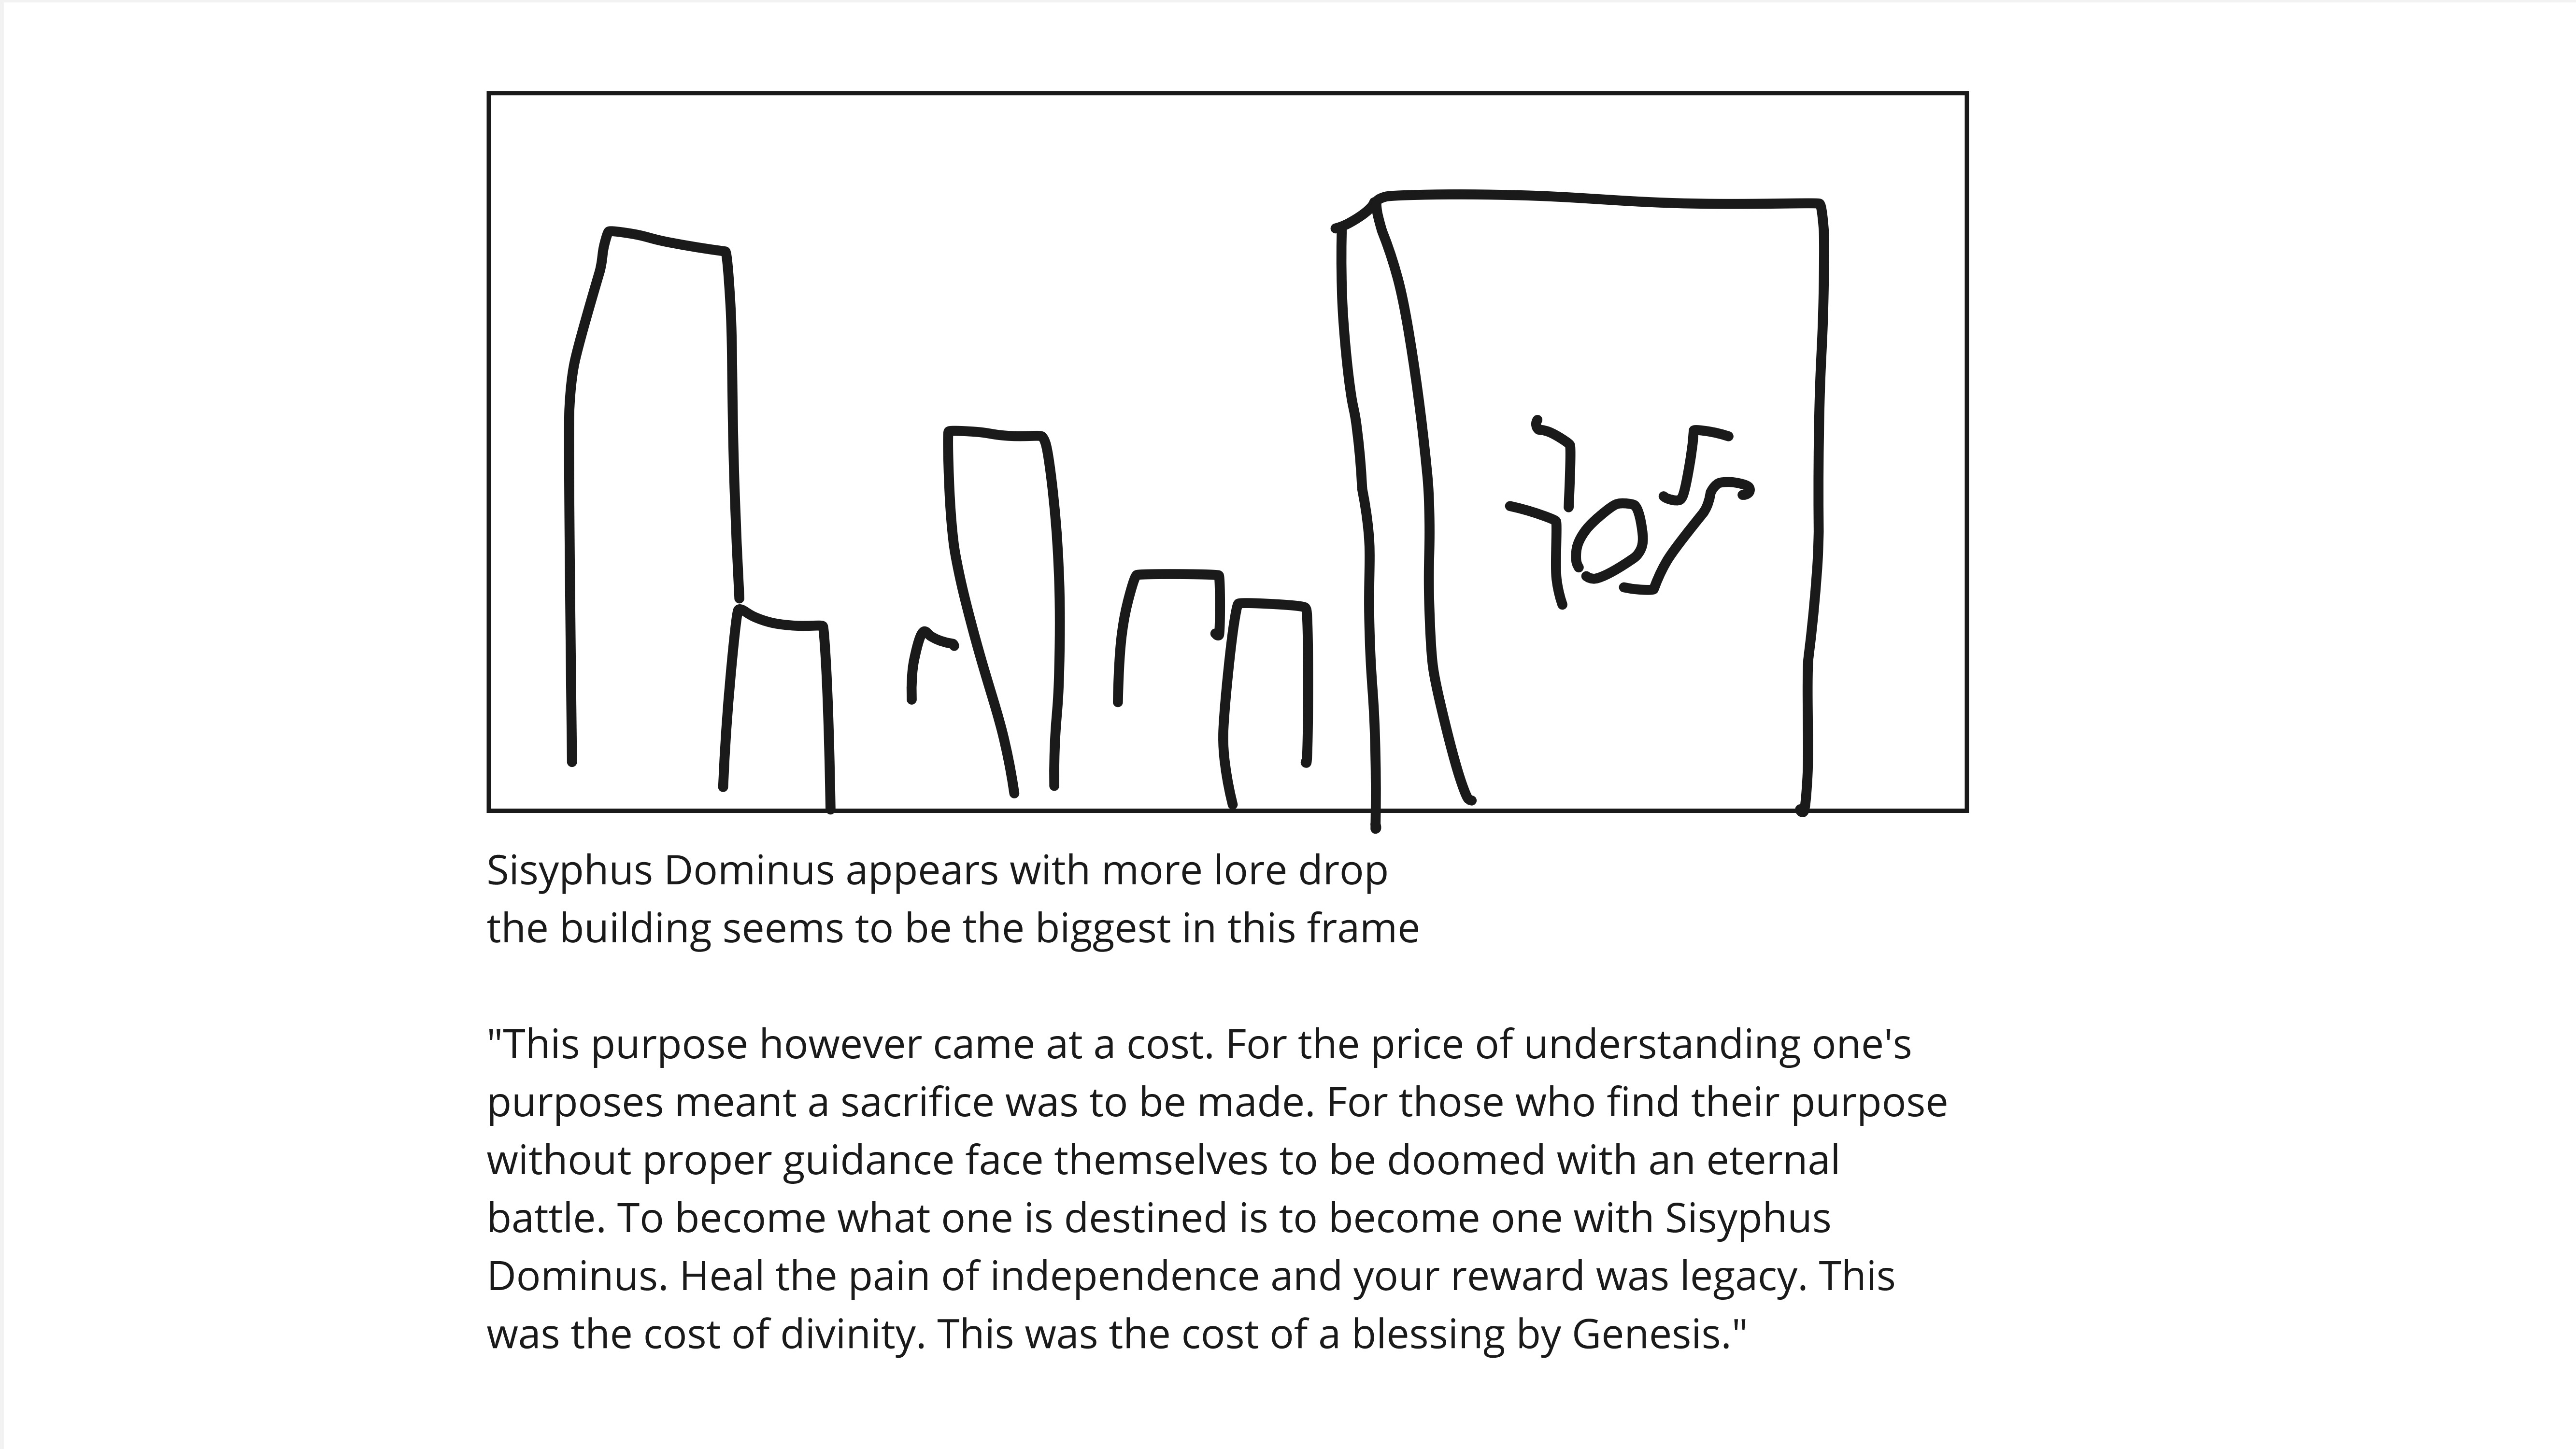 Sisyphus Dominus appears with more lore drop
the building seems to be the biggest in this frame
"This purpose however came at a cost. For the price of understanding one's
purposes meant a sacrifice was to be made. For those who find their purpose
without proper guidance face themselves to be doomed with an eternal
battle. To become what one is destined is to become one with Sisyphus
Dominus. Heal the pain of independence and your reward was legacy. This
was the cost of divinity. This was the cost of a blessing by Genesis."